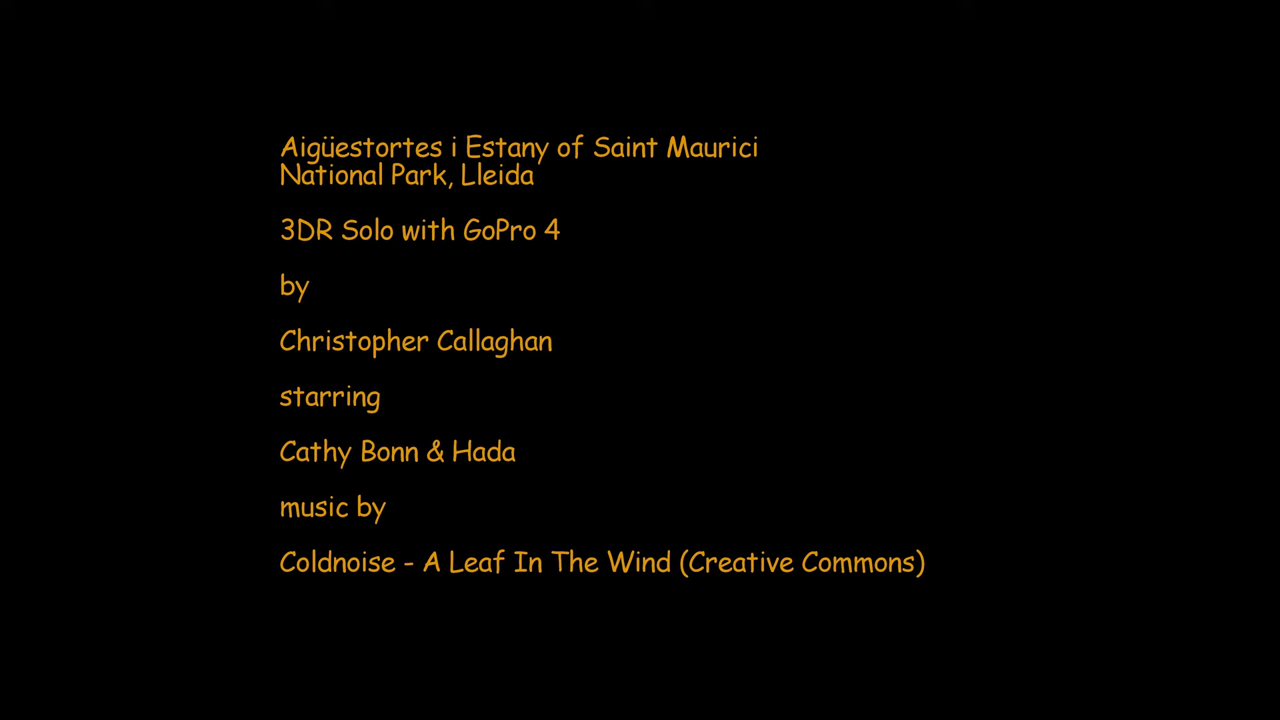 Aigüestortes i Estany of Saint Maurici
National Park, Lleida
3DR Solo with GoPro 4
by
Christopher Callaghan
starring
Cathy Bonn & Hada
music by
Coldnoise - A Leaf In The Wind (Creative Commons)